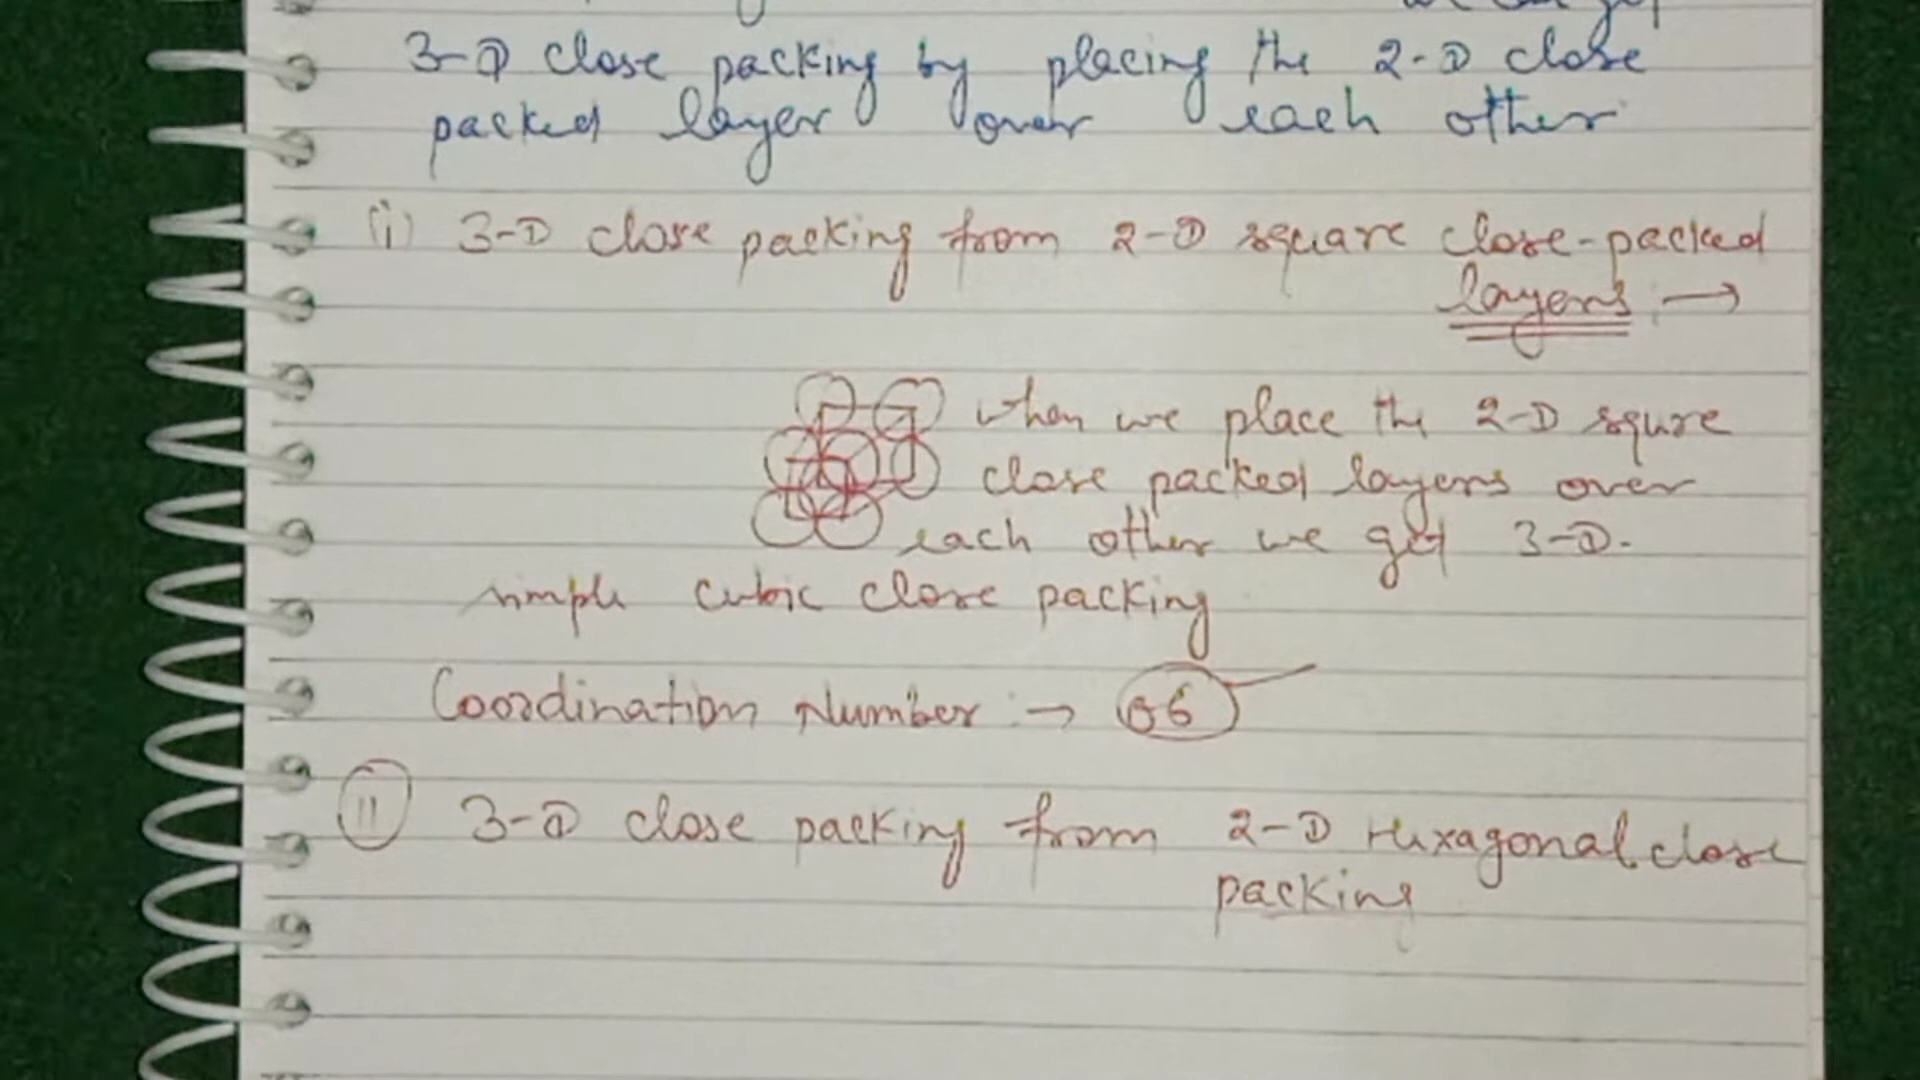 3-D close packing by placing the 2-D close
packed layer over each other
(i) 3-D close packing from 2-D square close-packed
layers →
when we place the 2-D squre
close packed layers over
each other we get 3-D.
simple cubic close packing
Coordination Number :→ 06
(ii) 3-D close packing from 2-D Hexagonal close
packing